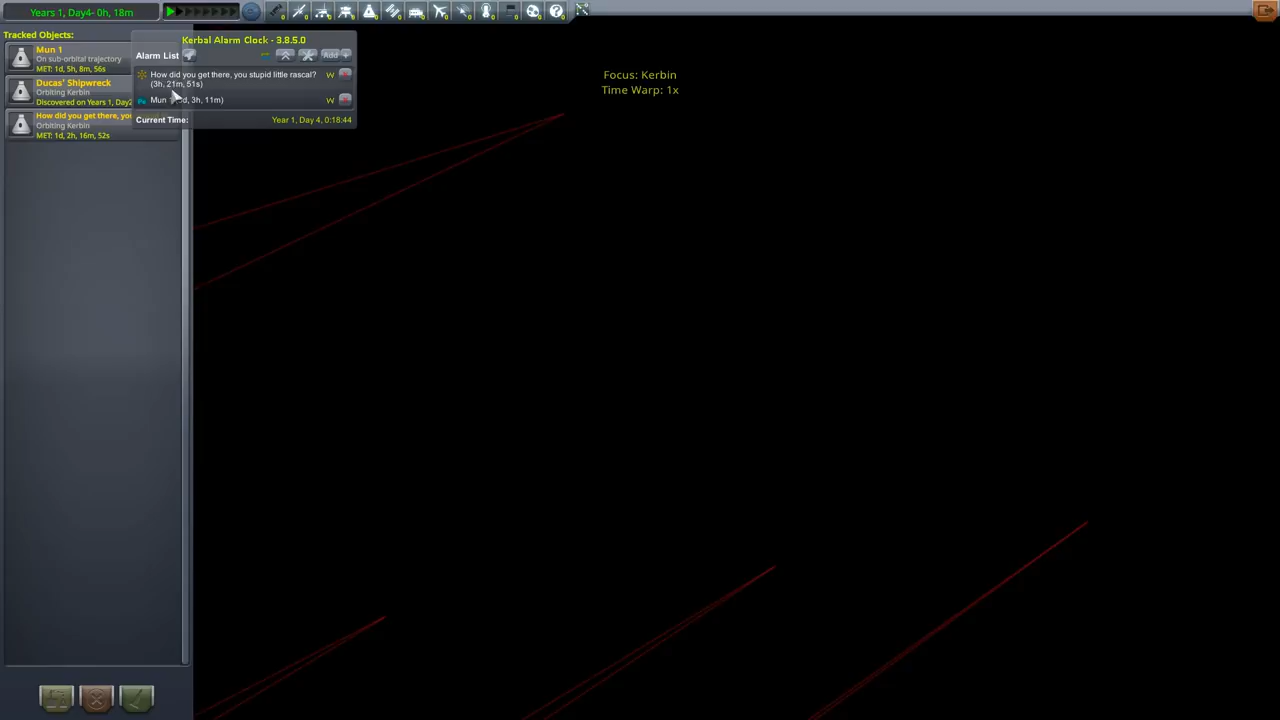 Years 1, Day4- 0h, 18m
Tracked Objects:
Mun 1
On sub-orbital trajectory
MET: 1d, 5h, 8m, 56s
Ducas' Shipwreck
Orbiting Kerbin
Discovered on Years 1, Day2
How did you get there, you
Orbiting Kerbin
MET: 1d, 2h, 16m, 52s
Kerbal Alarm Clock - 3.8.5.0
Alarm List
Add +
How did you get there, you stupid little rascal?
(3h, 21m, 51s)
W
Mun d, 3h, 11m)
W
Current Time:
Year 1, Day 4, 0:18:44
Focus: Kerbin
Time Warp: 1x